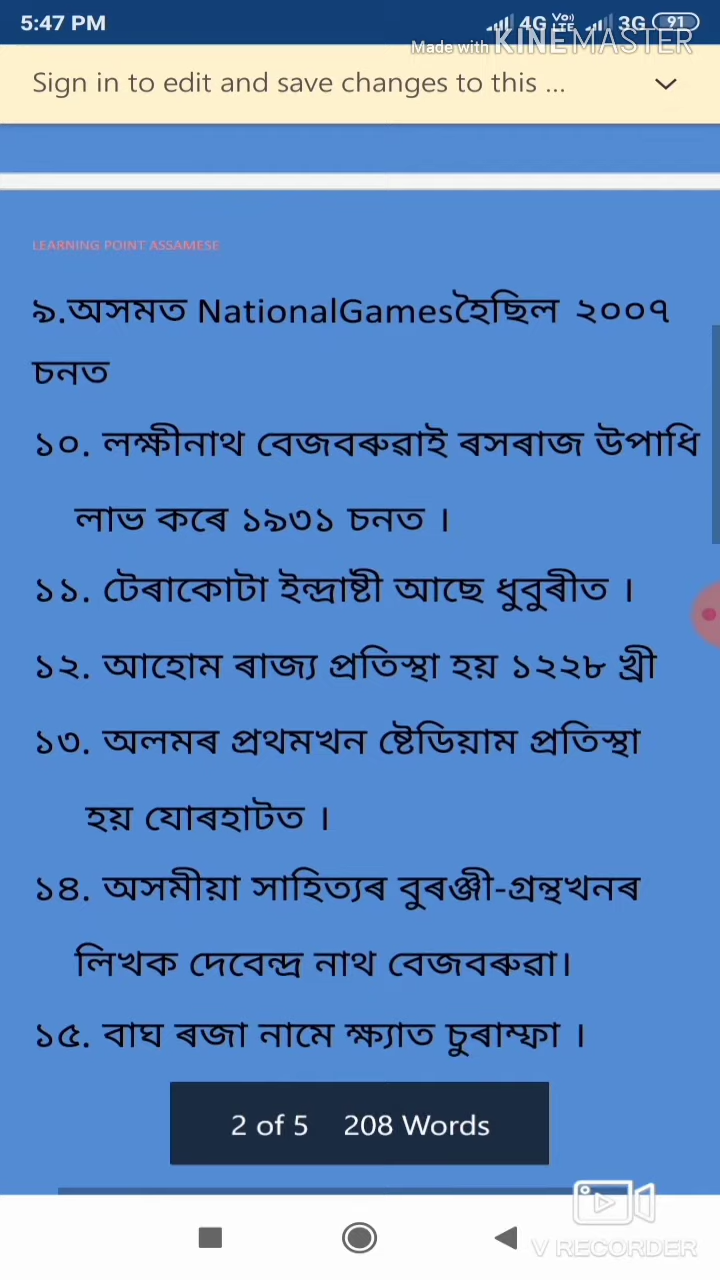 5:47 PM
4G VoLTE 3G 91
Made with KINEMASTER
Sign in to edit and save changes to this ...
LEARNING POINT ASSAMESE
৯.অসমত NationalGamesহৈছিল ২০০৭
চনত
১০. লক্ষীনাথ বেজবৰুৱাই ৰসৰাজ উপাধি
লাভ কৰে ১৯৩১ চনত ।
১১. টেৰাকোটা ইন্দ্ৰাষ্টী আছে ধুবুৰীত ।
১২. আহোম ৰাজ্য প্ৰতিস্থা হয় ১২২৮ খ্ৰী
১৩. অলমৰ প্ৰথমখন ষ্টেডিয়াম প্ৰতিস্থা
হয় যোৰহাটত ।
১৪. অসমীয়া সাহিত্যৰ বুৰঞ্জী-গ্ৰন্থখনৰ
লিখক দেবেন্দ্ৰ নাথ বেজবৰুৱা।
১৫. বাঘ ৰজা নামে ক্ষ্যাত চুৰাম্ফা ।
2 of 5 208 Words
V RECORDER